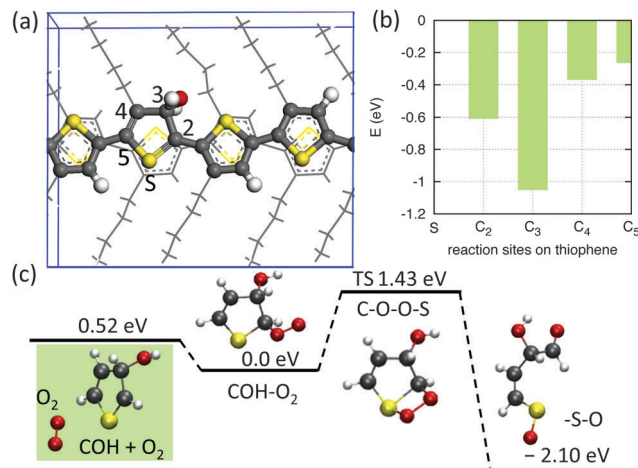 (a)
3
4
2
5
S
(b)
E (eV)
0
-0.2
-0.4
-0.6
-0.8
-1
-1.2
S C₂ C₃ C₄ C₅
reaction sites on thiophene
(c)
0.52 eV
O₂
COH + O₂
0.0 eV
COH-O₂
TS 1.43 eV
C-O-O-S
-S-O
− 2.10 eV